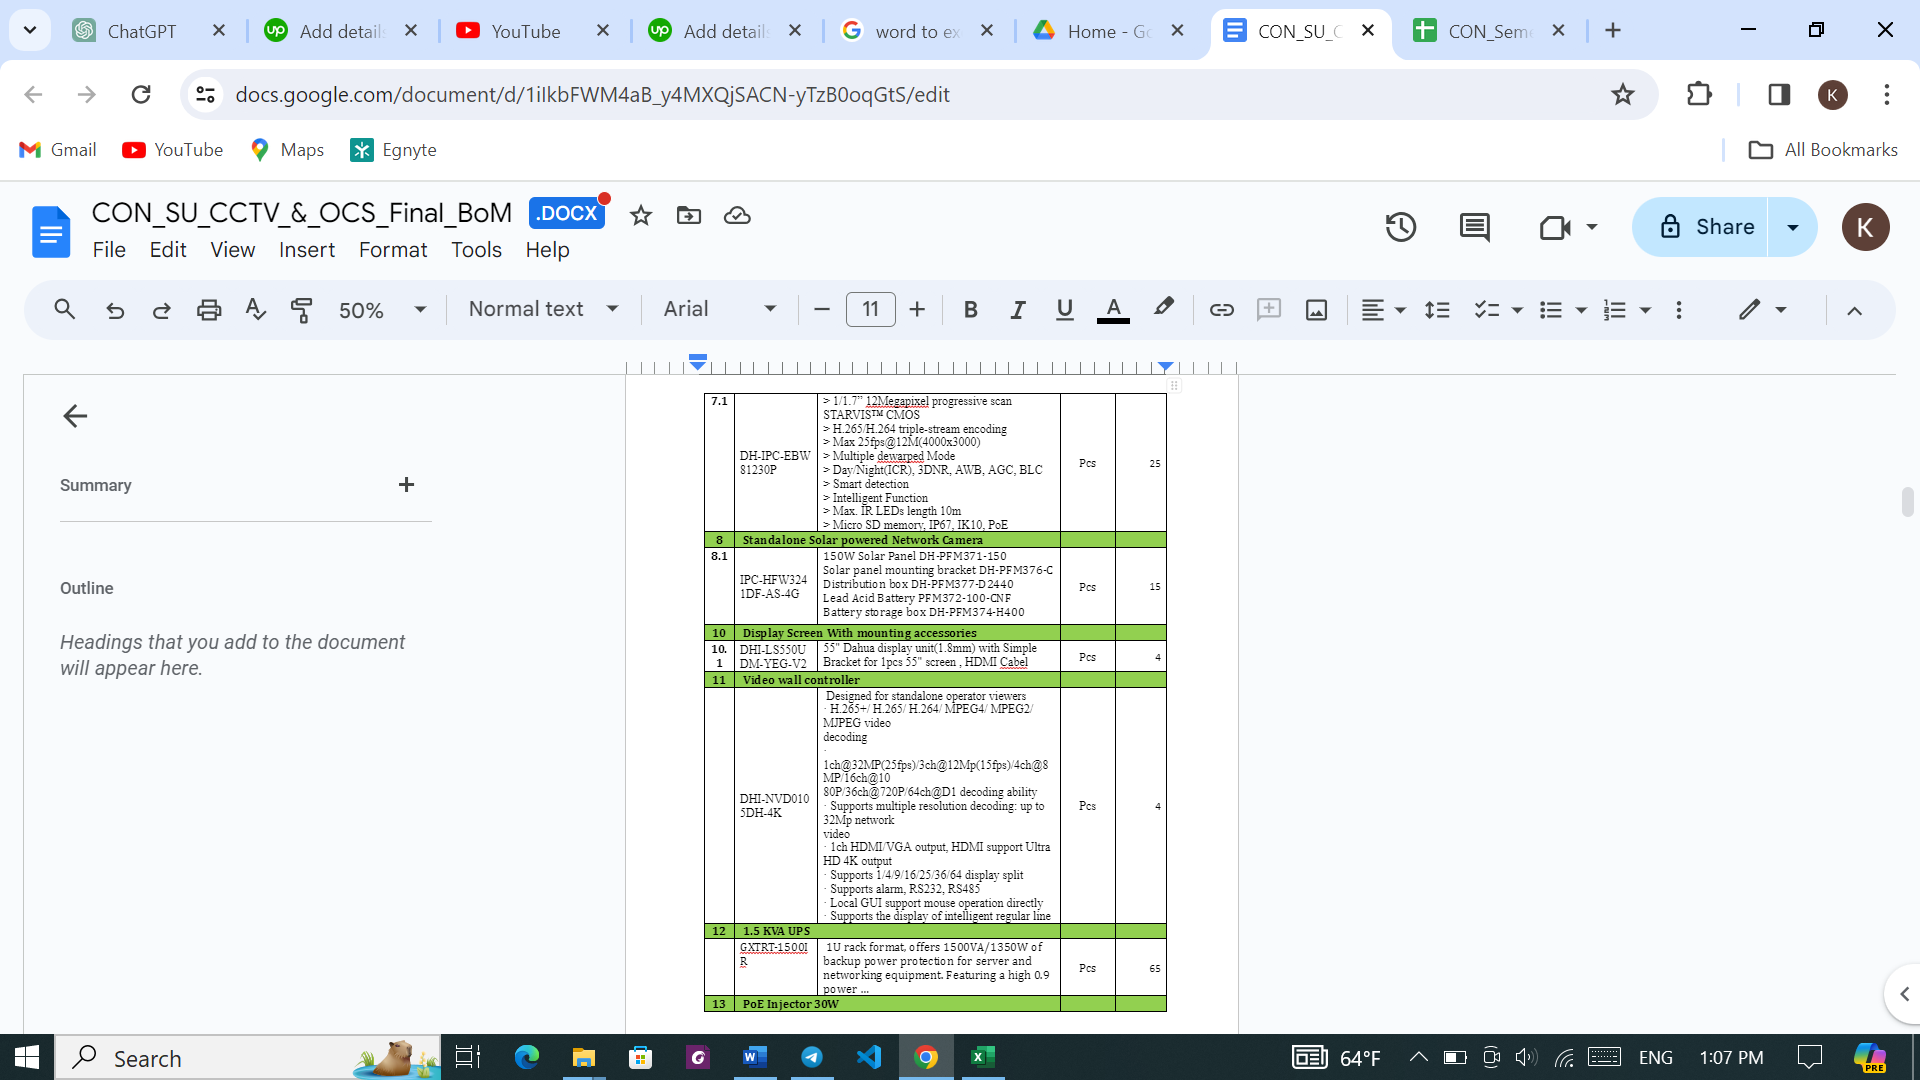 ChatGPT
Add details
YouTube
Add details
word to ex
Home - Go
CON_SU_C
CON_Seme
docs.google.com/document/d/1iIkbFWM4aB_y4MXQjSACN-yTzB0oqGtS/edit
K
Gmail
YouTube
Maps
Egnyte
All Bookmarks
CON_SU_CCTV_&_OCS_Final_BoM
.DOCX
File Edit View Insert Format Tools Help
Share
K
50%
Normal text
Arial
11
B I U A
Summary
Outline
Headings that you add to the document
will appear here.
7.1
DH-IPC-EBW
81230P
> 1/1.7” 12Megapixel progressive scan
STARVIS™ CMOS
> H.265/H.264 triple-stream encoding
> Max 25fps@12M(4000x3000)
> Multiple dewarped Mode
> Day/Night(ICR), 3DNR, AWB, AGC, BLC
> Smart detection
> Intelligent Function
> Max. IR LEDs length 10m
> Micro SD memory, IP67, IK10, PoE
Pcs
25
8 Standalone Solar powered Network Camera
8.1
IPC-HFW324
1DF-AS-4G
150W Solar Panel DH-PFM371-150
Solar panel mounting bracket DH-PFM376-C
Distribution box DH-PFM377-D2440
Lead Acid Battery PFM372-100-CNF
Battery storage box DH-PFM374-H400
Pcs
15
10 Display Screen With mounting accessories
10.
1
DHI-LS550U
DM-YEG-V2
55" Dahua display unit(1.8mm) with Simple
Bracket for 1pcs 55" screen , HDMI Cabel
Pcs
4
11 Video wall controller
DHI-NVD010
5DH-4K
Designed for standalone operator viewers
· H.265+/ H.265/ H.264/ MPEG4/ MPEG2/
MJPEG video
decoding
·
1ch@32MP(25fps)/3ch@12Mp(15fps)/4ch@8
MP/16ch@10
80P/36ch@720P/64ch@D1 decoding ability
· Supports multiple resolution decoding: up to
32Mp network
video
· 1ch HDMI/VGA output, HDMI support Ultra
HD 4K output
· Supports 1/4/9/16/25/36/64 display split
· Supports alarm, RS232, RS485
· Local GUI support mouse operation directly
· Supports the display of intelligent regular line
Pcs
4
12 1.5 KVA UPS
GXTRT-1500I
R
1U rack format, offers 1500VA/1350W of
backup power protection for server and
networking equipment. Featuring a high 0.9
power ...
Pcs
65
13 PoE Injector 30W
Search
64°F
ENG
1:07 PM
PRE